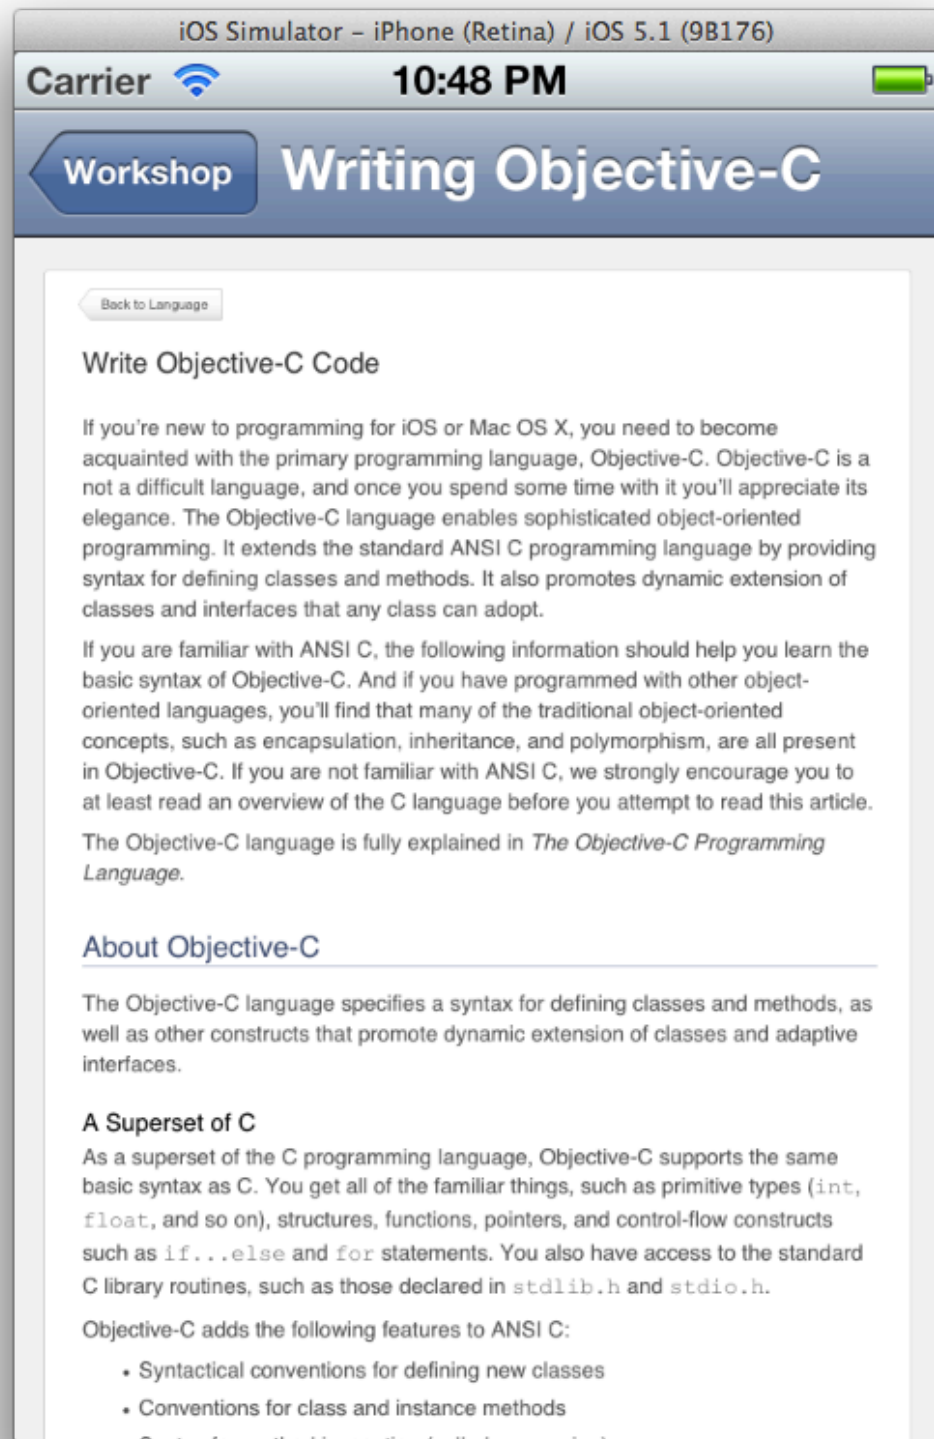 iOS Simulator – iPhone (Retina) / iOS 5.1 (9B176)
Carrier 10:48 PM
Workshop Writing Objective-C
Back to Language
Write Objective-C Code
If you're new to programming for iOS or Mac OS X, you need to become
acquainted with the primary programming language, Objective-C. Objective-C is a
not a difficult language, and once you spend some time with it you'll appreciate its
elegance. The Objective-C language enables sophisticated object-oriented
programming. It extends the standard ANSI C programming language by providing
syntax for defining classes and methods. It also promotes dynamic extension of
classes and interfaces that any class can adopt.
If you are familiar with ANSI C, the following information should help you learn the
basic syntax of Objective-C. And if you have programmed with other object-
oriented languages, you'll find that many of the traditional object-oriented
concepts, such as encapsulation, inheritance, and polymorphism, are all present
in Objective-C. If you are not familiar with ANSI C, we strongly encourage you to
at least read an overview of the C language before you attempt to read this article.
The Objective-C language is fully explained in The Objective-C Programming
Language.
About Objective-C
The Objective-C language specifies a syntax for defining classes and methods, as
well as other constructs that promote dynamic extension of classes and adaptive
interfaces.
A Superset of C
As a superset of the C programming language, Objective-C supports the same
basic syntax as C. You get all of the familiar things, such as primitive types (int,
float, and so on), structures, functions, pointers, and control-flow constructs
such as if...else and for statements. You also have access to the standard
C library routines, such as those declared in stdlib.h and stdio.h.
Objective-C adds the following features to ANSI C:
• Syntactical conventions for defining new classes
• Conventions for class and instance methods